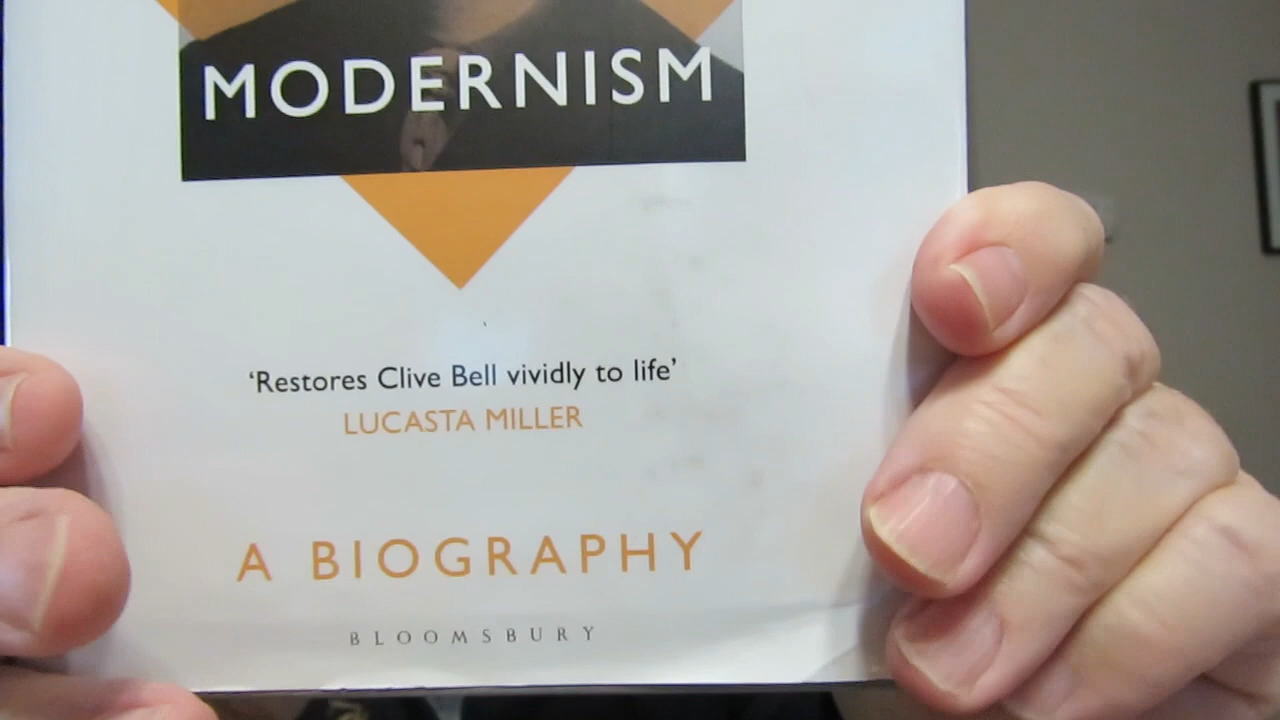 MODERNISM
‘Restores Clive Bell vividly to life’
LUCASTA MILLER
A BIOGRAPHY
BLOOMSBURY